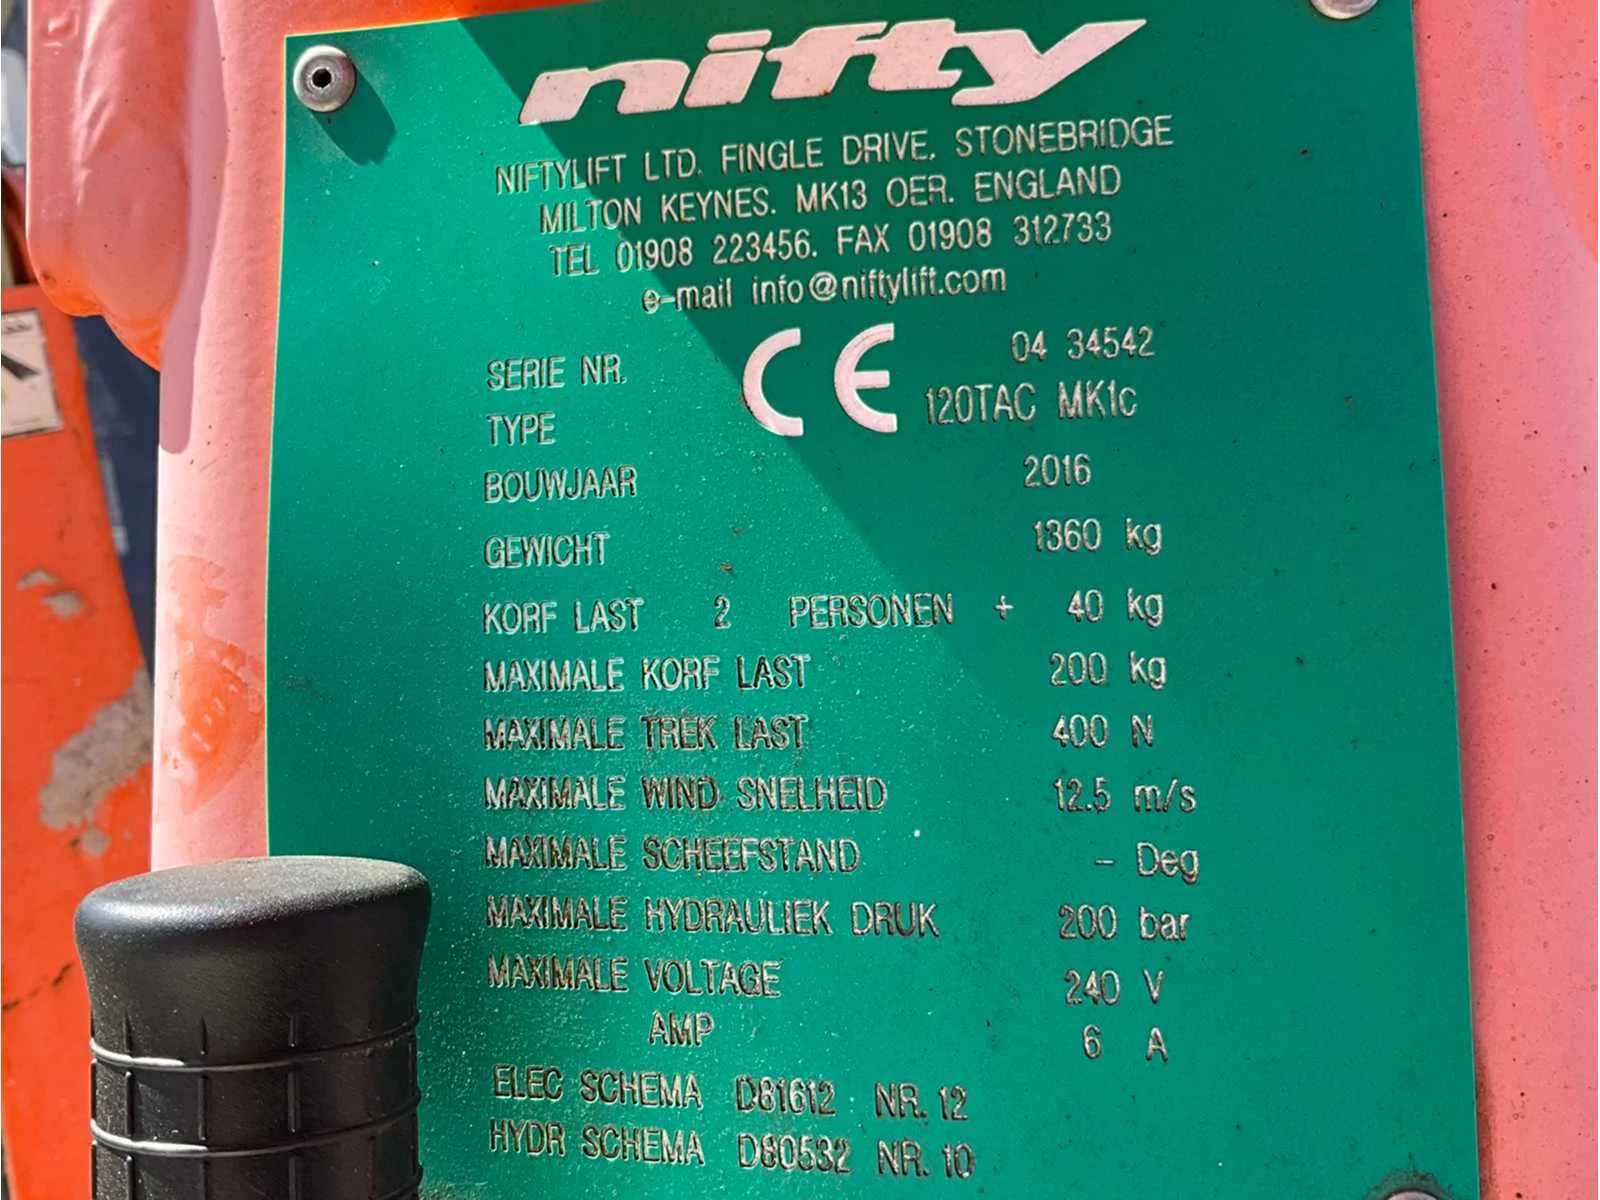 nifty
NIFTYLIFT LTD. FINGLE DRIVE. STONEBRIDGE
MILTON KEYNES. MK13 OER. ENGLAND
TEL 01908 223456. FAX 01908 312733
e-mail info@niftylift.com
CE
SERIE NR. 04 34542
TYPE 120TAC MK1c
BOUWJAAR 2016
GEWICHT 1360 kg
KORF LAST 2 PERSONEN + 40 kg
MAXIMALE KORF LAST 200 kg
MAXIMALE TREK LAST 400 N
MAXIMALE WIND SNELHEID 12.5 m/s
MAXIMALE SCHEEFSTAND - Deg
MAXIMALE HYDRAULIEK DRUK 200 bar
MAXIMALE VOLTAGE 240 V
AMP 6 A
ELEC SCHEMA D81612 NR. 12
HYDR SCHEMA D80532 NR. 10